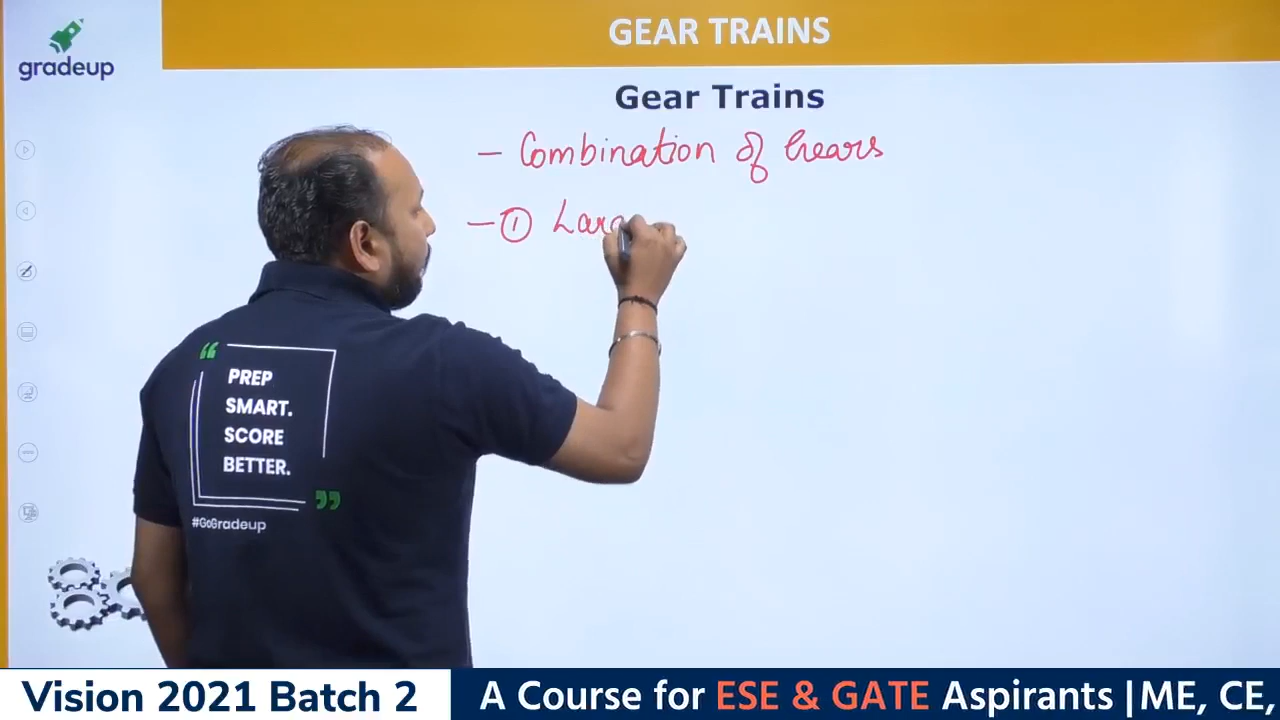 GEAR TRAINS
gradeup
Gear Trains
– Combination of Gears
– ① Larg
“
PREP
SMART.
SCORE
BETTER.
”
#GoGradeup
Vision 2021 Batch 2
A Course for ESE & GATE Aspirants | ME, CE,